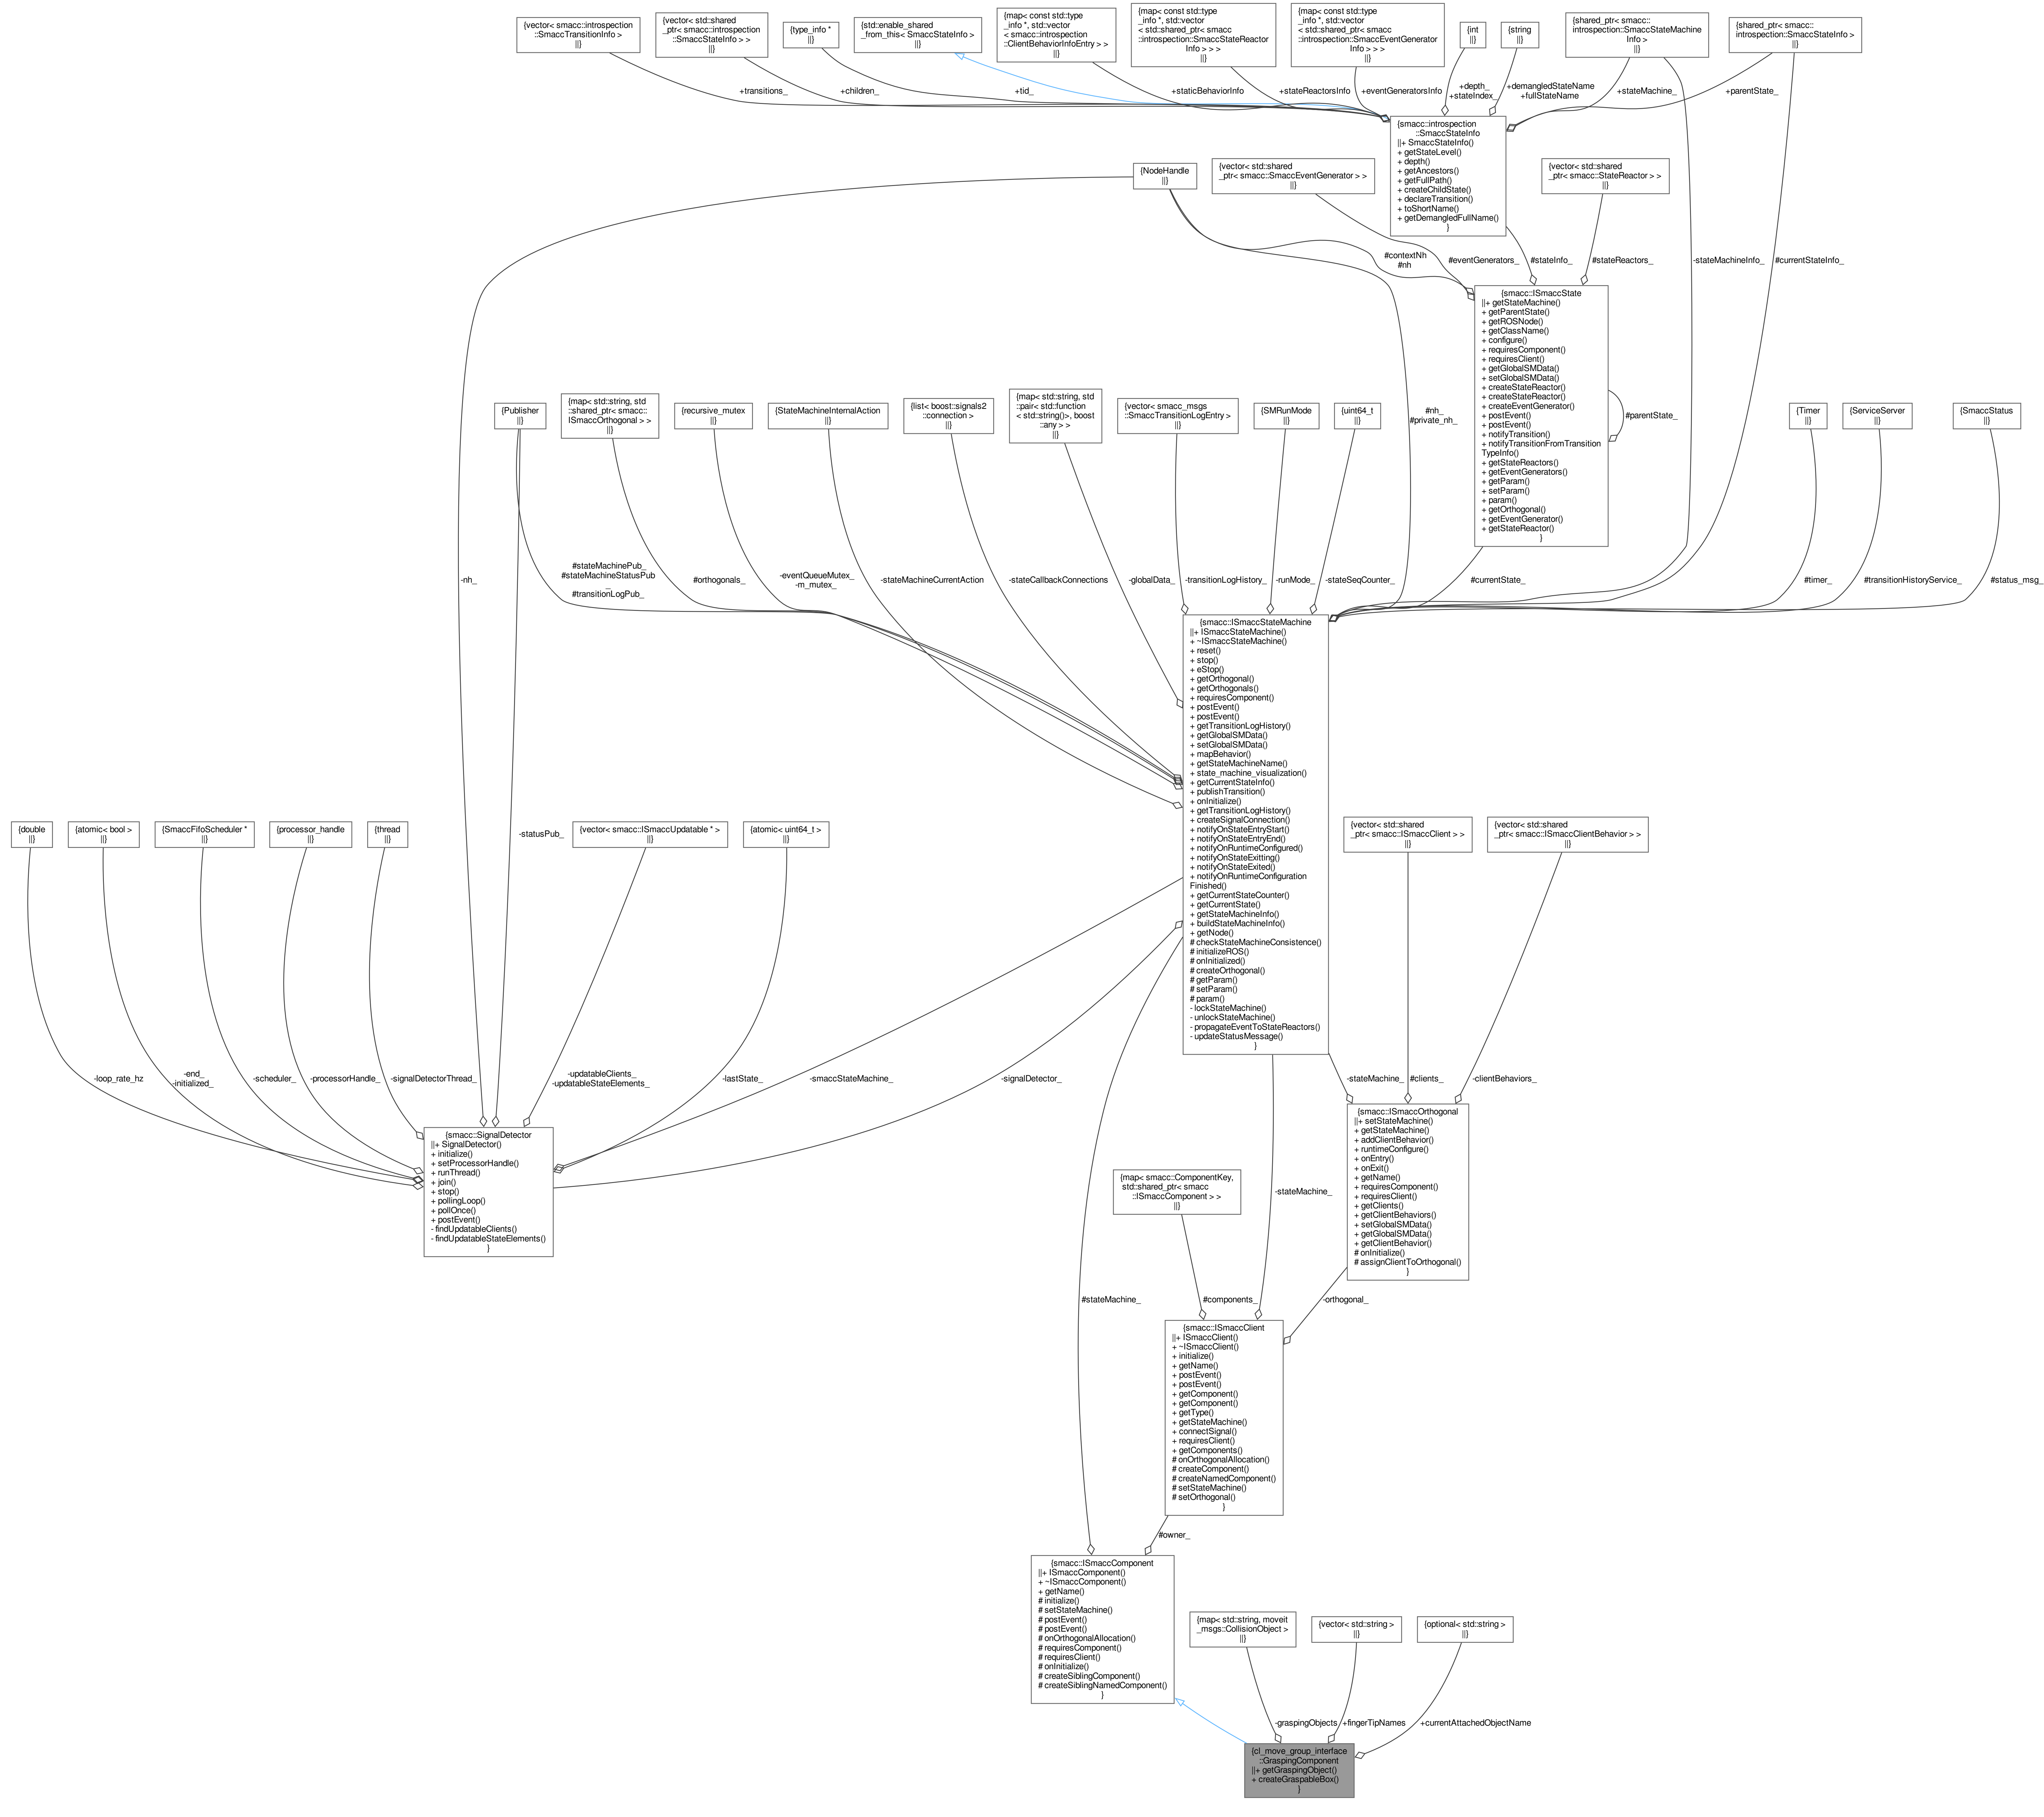 {vector< smacc::introspection
::SmaccTransitionInfo >
||}
{vector< std::shared
_ptr< smacc::introspection
::SmaccStateInfo > >
||}
{type_info *
||}
{std::enable_shared
_from_this< SmaccStateInfo >
||}
{map< const std::type
_info *, std::vector
< smacc::introspection
::ClientBehaviorInfoEntry > >
||}
{map< const std::type
_info *, std::vector
< std::shared_ptr< smacc
::introspection::SmaccStateReactor
Info > > >
||}
{map< const std::type
_info *, std::vector
< std::shared_ptr< smacc
::introspection::SmaccEventGenerator
Info > > >
||}
{int
||}
{string
||}
{shared_ptr< smacc::
introspection::SmaccStateMachine
Info >
||}
{shared_ptr< smacc::
introspection::SmaccStateInfo >
||}
+transitions_
+children_
+tid_
+staticBehaviorInfo
+stateReactorsInfo
+eventGeneratorsInfo
+depth_
+stateIndex_
+demangledStateName
+fullStateName
+stateMachine_
+parentState_
{smacc::introspection
::SmaccStateInfo
||+ SmaccStateInfo()
+ getStateLevel()
+ depth()
+ getAncestors()
+ getFullPath()
+ createChildState()
+ declareTransition()
+ toShortName()
+ getDemangledFullName()
}
{NodeHandle
||}
{vector< std::shared
_ptr< smacc::SmaccEventGenerator > >
||}
{vector< std::shared
_ptr< smacc::StateReactor > >
||}
#contextNh
#nh
#eventGenerators_
#stateInfo_
#stateReactors_
-stateMachineInfo_
#currentStateInfo_
{smacc::ISmaccState
||+ getStateMachine()
+ getParentState()
+ getROSNode()
+ getClassName()
+ configure()
+ requiresComponent()
+ requiresClient()
+ getGlobalSMData()
+ setGlobalSMData()
+ createStateReactor()
+ createStateReactor()
+ createEventGenerator()
+ postEvent()
+ postEvent()
+ notifyTransition()
+ notifyTransitionFromTransition
TypeInfo()
+ getStateReactors()
+ getEventGenerators()
+ getParam()
+ setParam()
+ param()
+ getOrthogonal()
+ getEventGenerator()
+ getStateReactor()
}
#parentState_
{Publisher
||}
{map< std::string, std
::shared_ptr< smacc::
ISmaccOrthogonal > >
||}
{recursive_mutex
||}
{StateMachineInternalAction
||}
{list< boost::signals2
::connection >
||}
{map< std::string, std
::pair< std::function
< std::string()>, boost
::any > >
||}
{vector< smacc_msgs
::SmaccTransitionLogEntry >
||}
{SMRunMode
||}
{uint64_t
||}
#nh_
#private_nh_
{Timer
||}
{ServiceServer
||}
{SmaccStatus
||}
-nh_
#stateMachinePub_
#stateMachineStatusPub
_
#transitionLogPub_
#orthogonals_
-eventQueueMutex_
-m_mutex_
-stateMachineCurrentAction
-stateCallbackConnections
-globalData_
-transitionLogHistory_
-runMode_
-stateSeqCounter_
#currentState_
#timer_
#transitionHistoryService_
#status_msg_
{smacc::ISmaccStateMachine
||+ ISmaccStateMachine()
+ ~ISmaccStateMachine()
+ reset()
+ stop()
+ eStop()
+ getOrthogonal()
+ getOrthogonals()
+ requiresComponent()
+ postEvent()
+ postEvent()
+ getTransitionLogHistory()
+ getGlobalSMData()
+ setGlobalSMData()
+ mapBehavior()
+ getStateMachineName()
+ state_machine_visualization()
+ getCurrentStateInfo()
+ publishTransition()
+ onInitialize()
+ getTransitionLogHistory()
+ createSignalConnection()
+ notifyOnStateEntryStart()
+ notifyOnStateEntryEnd()
+ notifyOnRuntimeConfigured()
+ notifyOnStateExitting()
+ notifyOnStateExited()
+ notifyOnRuntimeConfiguration
Finished()
+ getCurrentStateCounter()
+ getCurrentState()
+ getStateMachineInfo()
+ buildStateMachineInfo()
+ getNode()
# checkStateMachineConsistence()
# initializeROS()
# onInitialized()
# createOrthogonal()
# getParam()
# setParam()
# param()
- lockStateMachine()
- unlockStateMachine()
- propagateEventToStateReactors()
- updateStatusMessage()
}
{double
||}
{atomic< bool >
||}
{SmaccFifoScheduler *
||}
{processor_handle
||}
{thread
||}
-statusPub_
{vector< smacc::ISmaccUpdatable * >
||}
{atomic< uint64_t >
||}
{vector< std::shared
_ptr< smacc::ISmaccClient > >
||}
{vector< std::shared
_ptr< smacc::ISmaccClientBehavior > >
||}
-loop_rate_hz
-end_
-initialized_
-scheduler_
-processorHandle_
-signalDetectorThread_
-updatableClients_
-updatableStateElements_
-lastState_
-smaccStateMachine_
-signalDetector_
-stateMachine_
#clients_
-clientBehaviors_
{smacc::SignalDetector
||+ SignalDetector()
+ initialize()
+ setProcessorHandle()
+ runThread()
+ join()
+ stop()
+ pollingLoop()
+ pollOnce()
+ postEvent()
- findUpdatableClients()
- findUpdatableStateElements()
}
{smacc::ISmaccOrthogonal
||+ setStateMachine()
+ getStateMachine()
+ addClientBehavior()
+ runtimeConfigure()
+ onEntry()
+ onExit()
+ getName()
+ requiresComponent()
+ requiresClient()
+ getClients()
+ getClientBehaviors()
+ setGlobalSMData()
+ getGlobalSMData()
+ getClientBehavior()
# onInitialize()
# assignClientToOrthogonal()
}
{map< smacc::ComponentKey,
std::shared_ptr< smacc
::ISmaccComponent > >
||}
-stateMachine_
#stateMachine_
#components_
-orthogonal_
{smacc::ISmaccClient
||+ ISmaccClient()
+ ~ISmaccClient()
+ initialize()
+ getName()
+ postEvent()
+ postEvent()
+ getComponent()
+ getComponent()
+ getType()
+ getStateMachine()
+ connectSignal()
+ requiresClient()
+ getComponents()
# onOrthogonalAllocation()
# createComponent()
# createNamedComponent()
# setStateMachine()
# setOrthogonal()
}
#owner_
{smacc::ISmaccComponent
||+ ISmaccComponent()
+ ~ISmaccComponent()
+ getName()
# initialize()
# setStateMachine()
# postEvent()
# postEvent()
# onOrthogonalAllocation()
# requiresComponent()
# requiresClient()
# onInitialize()
# createSiblingComponent()
# createSiblingNamedComponent()
}
{map< std::string, moveit
_msgs::CollisionObject >
||}
{vector< std::string >
||}
{optional< std::string >
||}
-graspingObjects
+fingerTipNames
+currentAttachedObjectName
{cl_move_group_interface
::GraspingComponent
||+ getGraspingObject()
+ createGraspableBox()
}